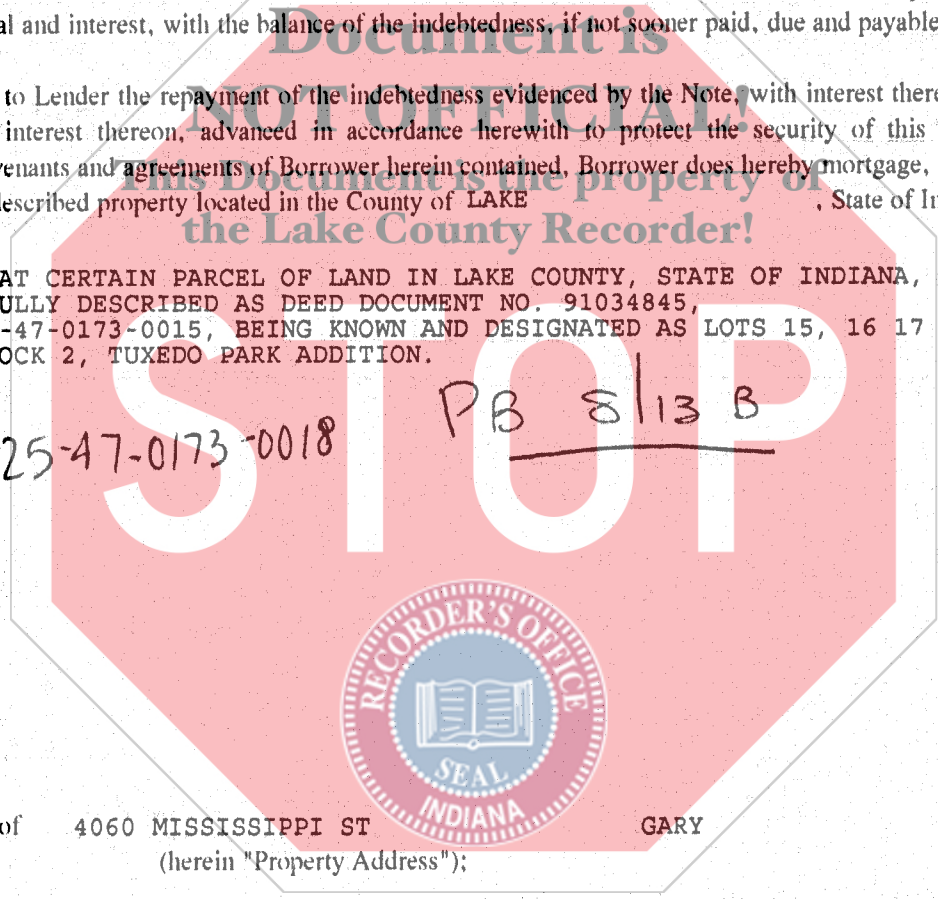 al and interest, with the balance of the indebtedness, if not sooner paid, due and payable
Document is
to Lender the repayment of the indebtedness evidenced by the Note, with interest there
NOT OFFICIAL!
interest thereon, advanced in accordance herewith to protect the security of this
enants and agreements of Borrower herein contained, Borrower does hereby mortgage,
This Document is the property of
escribed property located in the County of LAKE , State of In
the Lake County Recorder!
AT CERTAIN PARCEL OF LAND IN LAKE COUNTY, STATE OF INDIANA,
ULLY DESCRIBED AS DEED DOCUMENT NO. 91034845,
-47-0173-0015, BEING KNOWN AND DESIGNATED AS LOTS 15, 16 17
OCK 2, TUXEDO PARK ADDITION.
PB 8/13 B
25-47-0173-0018
STOP
RECORDER'S OFFICE
SEAL
INDIANA
of 4060 MISSISSIPPI ST GARY
(herein "Property Address");